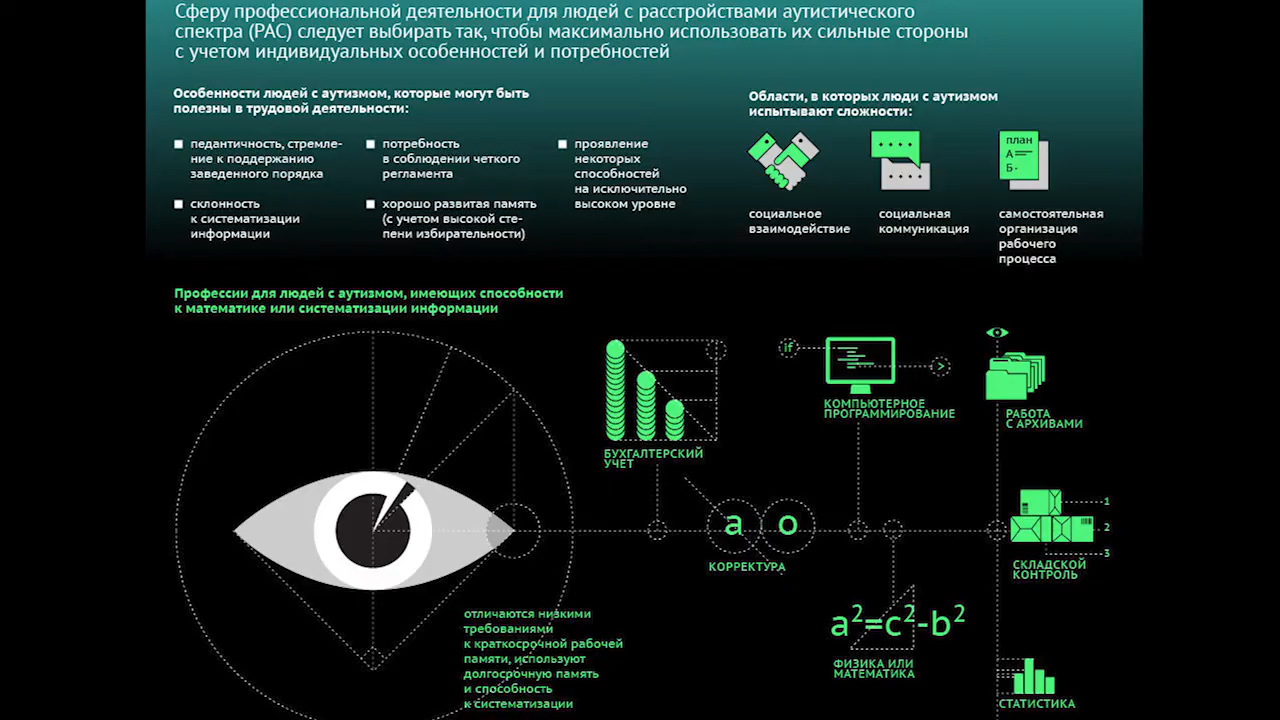 Сферу профессиональной деятельности для людей с расстройствами аутистического
спектра (РАС) следует выбирать так, чтобы максимально использовать их сильные стороны
с учетом индивидуальных особенностей и потребностей
Особенности людей с аутизмом, которые могут быть
полезны в трудовой деятельности:
педантичность, стремле-
ние к поддержанию
заведенного порядка
склонность
к систематизации
информации
потребность
в соблюдении четкого
регламента
хорошо развитая память
(с учетом высокой сте-
пени избирательности)
проявление
некоторых
способностей
на исключительно
высоком уровне
Области, в которых люди с аутизмом
испытывают сложности:
социальное
взаимодействие
социальная
коммуникация
план
А
Б
самостоятельная
организация
рабочего
процесса
Профессии для людей с аутизмом, имеющих способности
к математике или систематизации информации
БУХГАЛТЕРСКИЙ
УЧЕТ
if
>
КОМПЬЮТЕРНОЕ
ПРОГРАММИРОВАНИЕ
РАБОТА
С АРХИВАМИ
а о
КОРРЕКТУРА
1
2
3
СКЛАДСКОЙ
КОНТРОЛЬ
a²=c²-b²
ФИЗИКА ИЛИ
МАТЕМАТИКА
СТАТИСТИКА
отличаются низкими
требованиями
к краткосрочной рабочей
памяти, используют
долгосрочную память
и способность
к систематизации